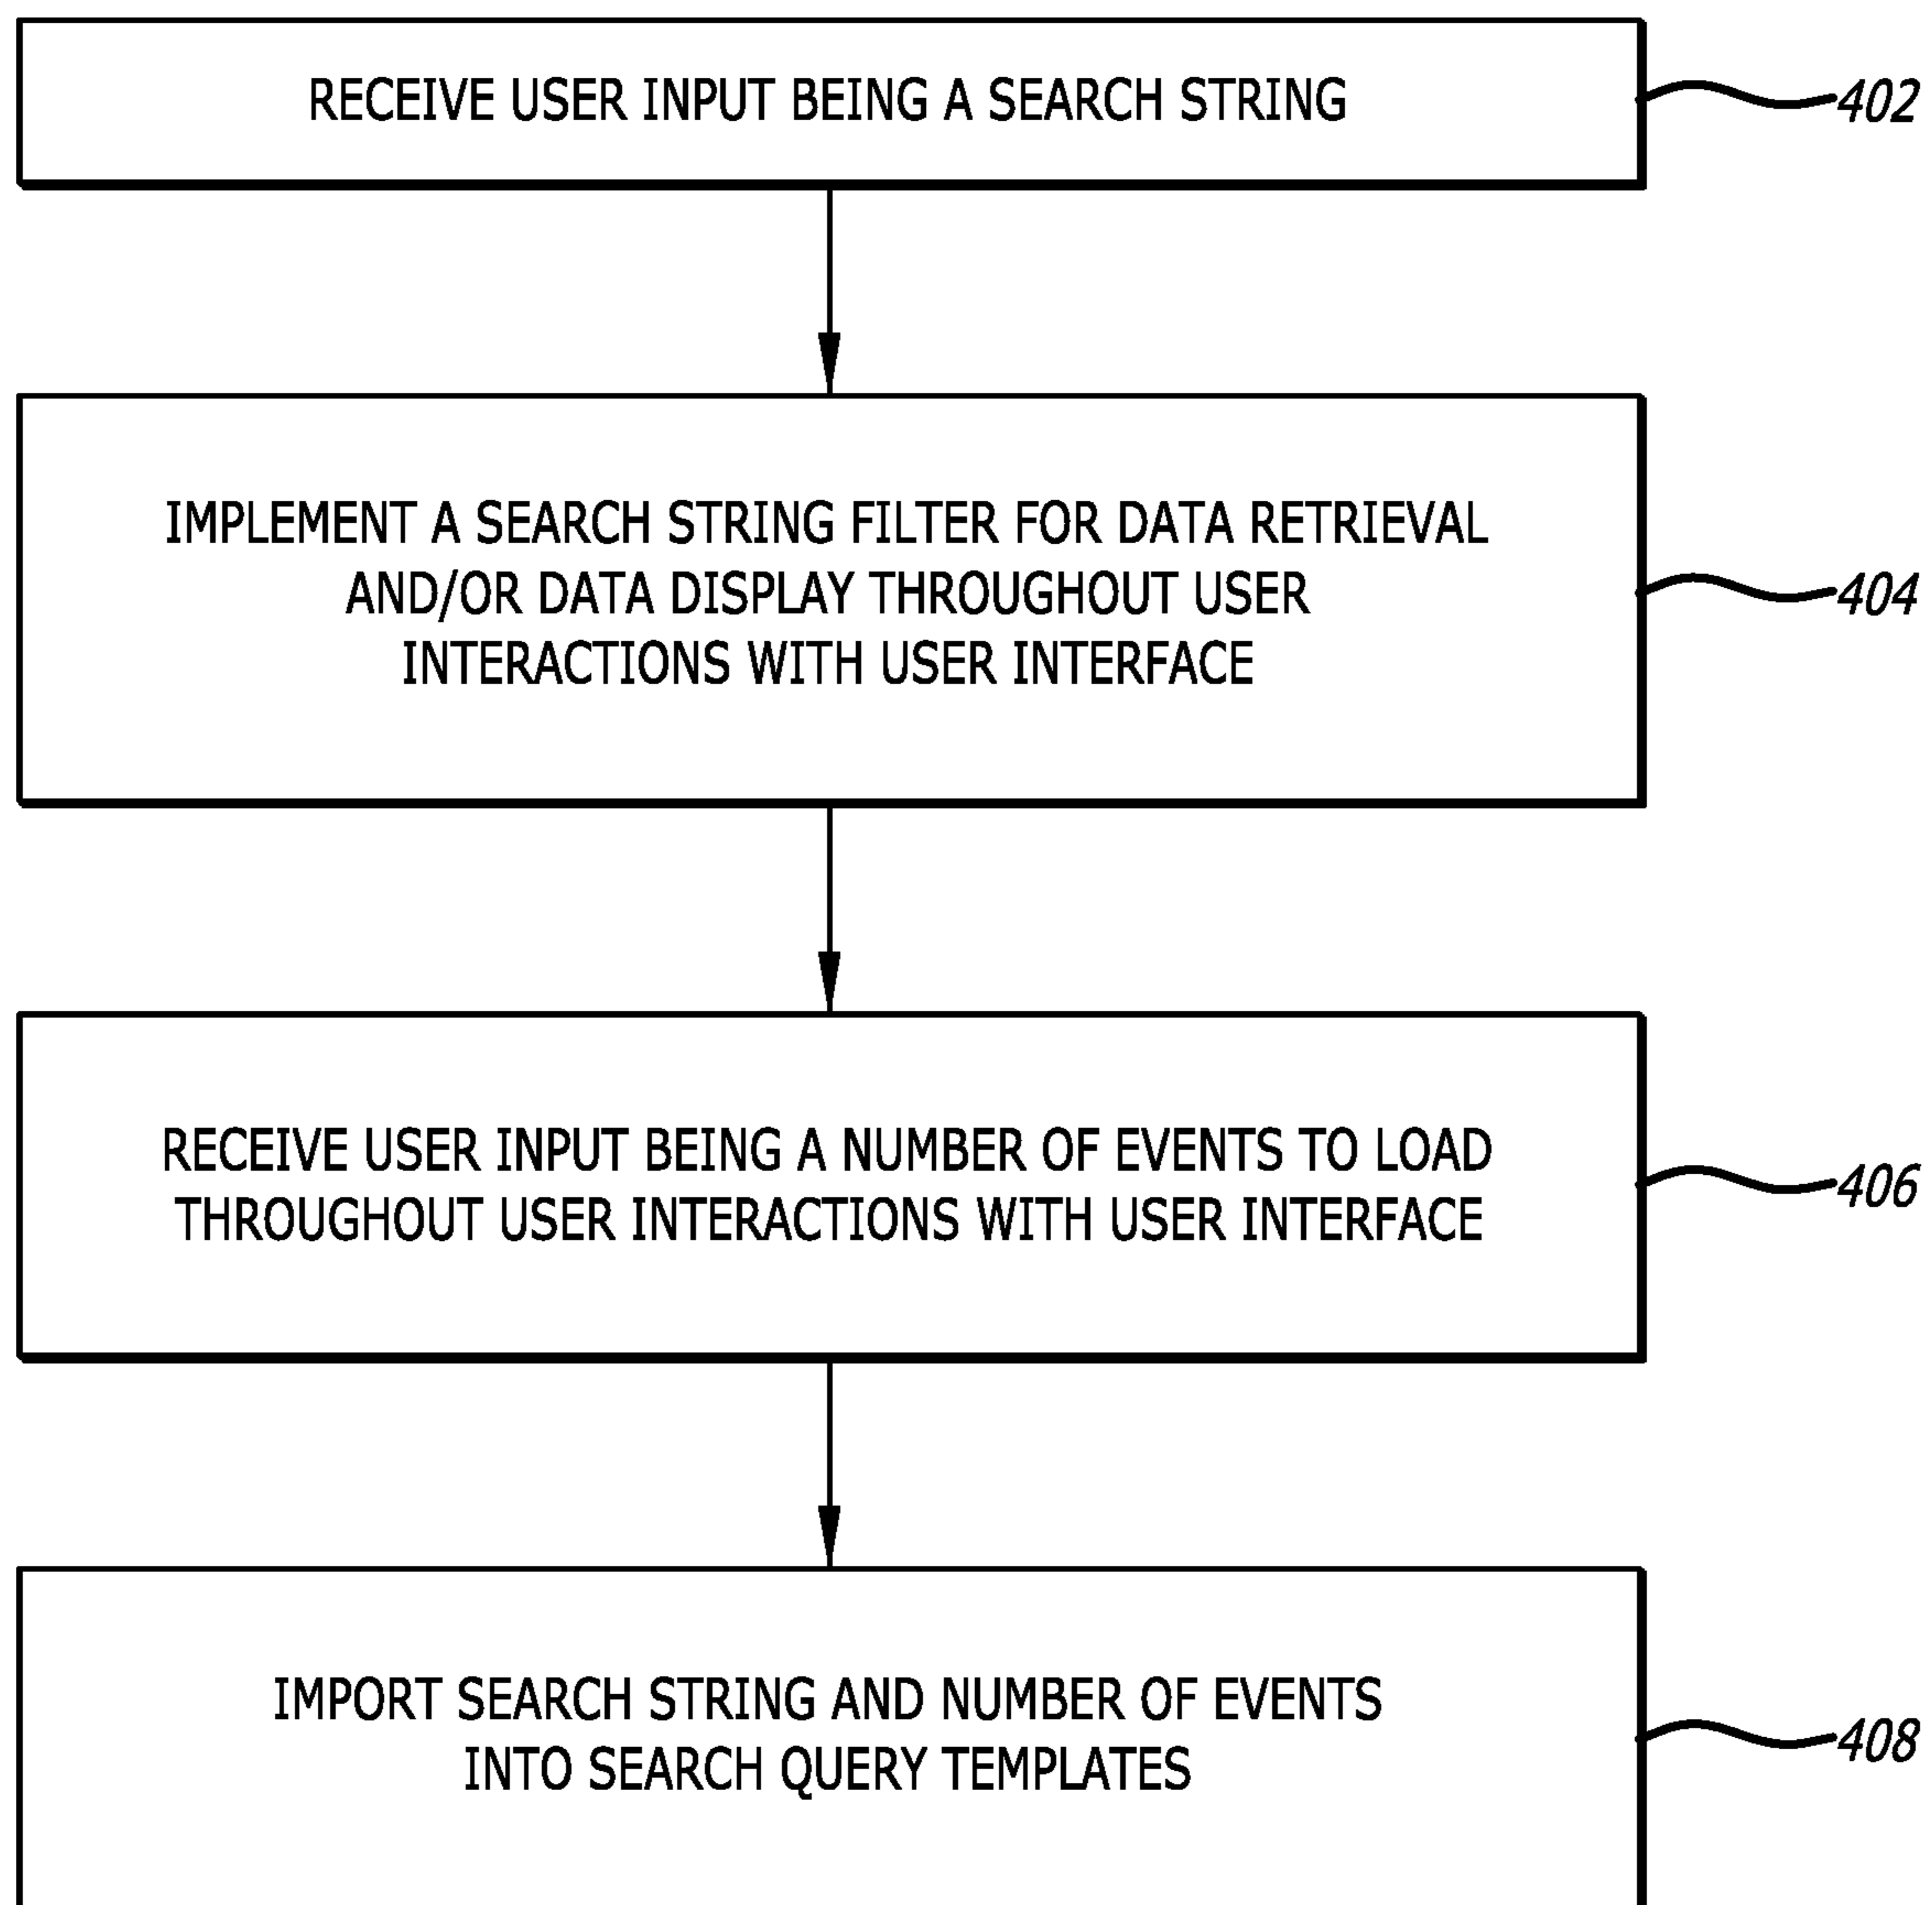 RECEIVE USER INPUT BEING A SEARCH STRING
402
IMPLEMENT A SEARCH STRING FILTER FOR DATA RETRIEVAL
AND/OR DATA DISPLAY THROUGHOUT USER
INTERACTIONS WITH USER INTERFACE
404
RECEIVE USER INPUT BEING A NUMBER OF EVENTS TO LOAD
THROUGHOUT USER INTERACTIONS WITH USER INTERFACE
406
IMPORT SEARCH STRING AND NUMBER OF EVENTS
INTO SEARCH QUERY TEMPLATES
408